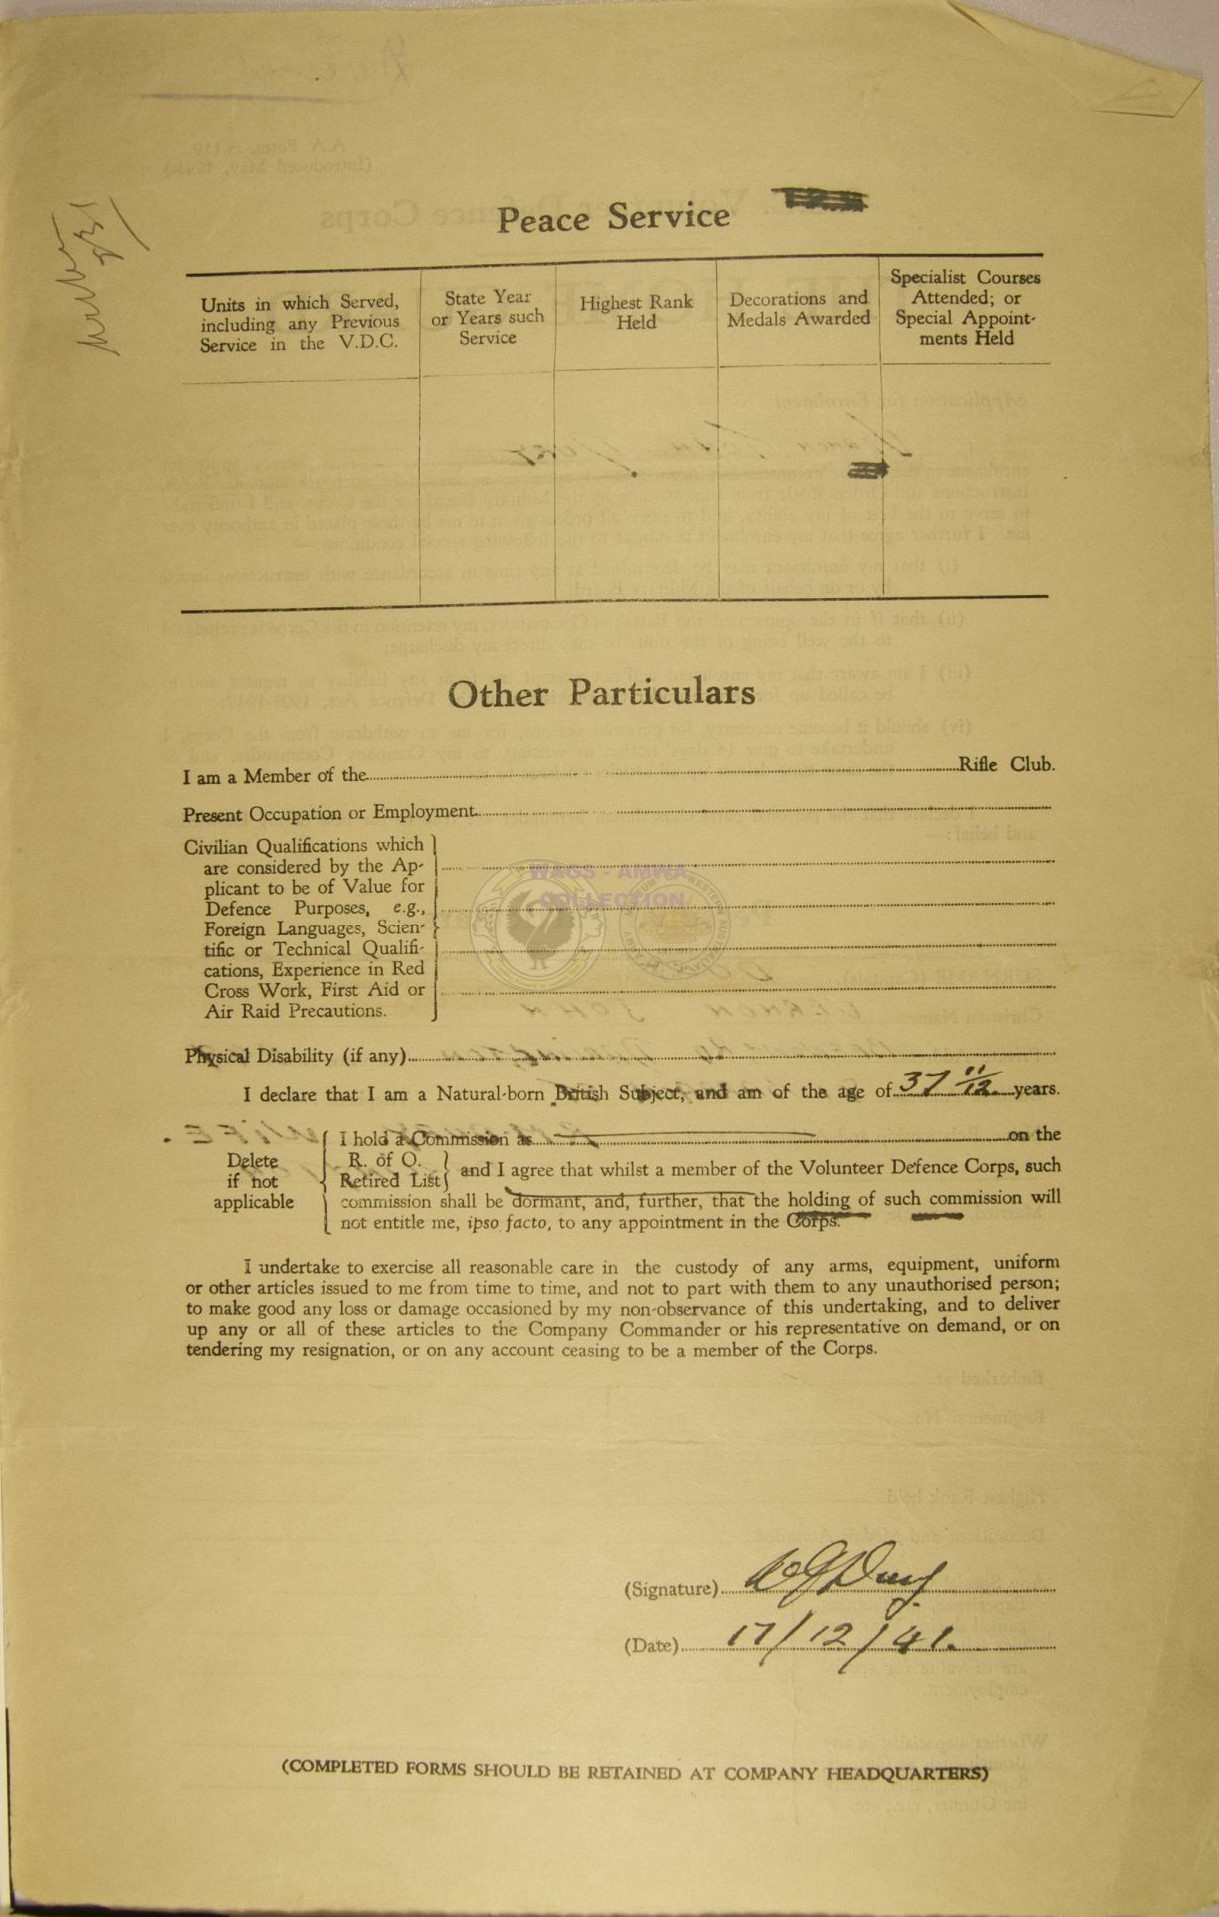 Peace Service
Units in which Served, including any Previous Service in the V.D.C.
State Year or Years such Service
Highest Rank Held
Decorations and Medals Awarded
Specialist Courses Attended; or Special Appoint-ments Held
Other Particulars
I am a Member of the Rifle Club.
Present Occupation or Employment
Civilian Qualifications which
are considered by the Ap-
plicant to be of Value for
Defence Purposes, e.g.,
Foreign Languages, Scien-
tific or Technical Qualifi-
cations, Experience in Red
Cross Work, First Aid or
Air Raid Precautions.
WAGS - AMWA
COLLECTION
Physical Disability (if any)
I declare that I am a Natural-born British Subject, and am of the age of 37 11/12 years.
Delete if not applicable
I hold a Commission as on the
R. of O.
Retired List
and I agree that whilst a member of the Volunteer Defence Corps, such
commission shall be dormant, and, further, that the holding of such commission will
not entitle me, ipso facto, to any appointment in the Corps.
I undertake to exercise all reasonable care in the custody of any arms, equipment, uniform
or other articles issued to me from time to time, and not to part with them to any unauthorised person;
to make good any loss or damage occasioned by my non-observance of this undertaking, and to deliver
up any or all of these articles to the Company Commander or his representative on demand, or on
tendering my resignation, or on any account ceasing to be a member of the Corps.
(Signature)
(Date) 17/12/41.
(COMPLETED FORMS SHOULD BE RETAINED AT COMPANY HEADQUARTERS)